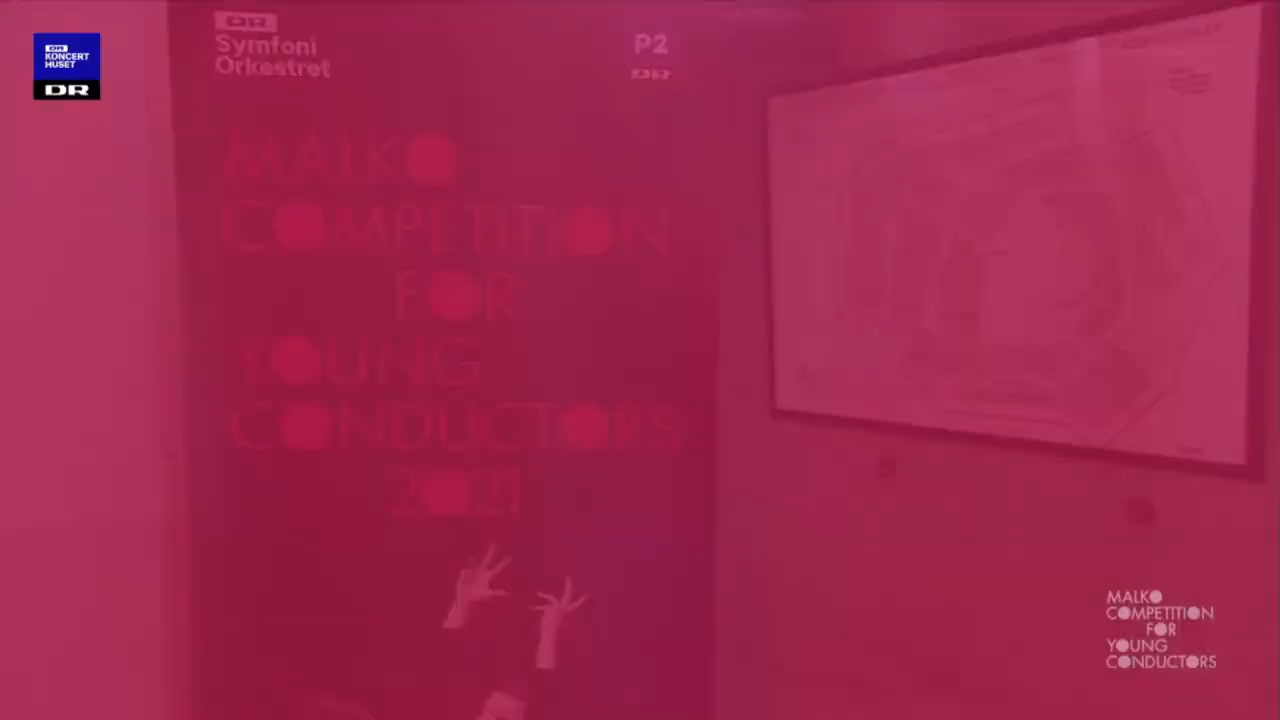 DR
KONCERT
HUSET
DR
DR
Symfoni
Orkestret
P2
DR
MALKO
COMPETITION
FOR
YOUNG
CONDUCTORS
2021
MALKO
COMPETITION
FOR
YOUNG
CONDUCTORS